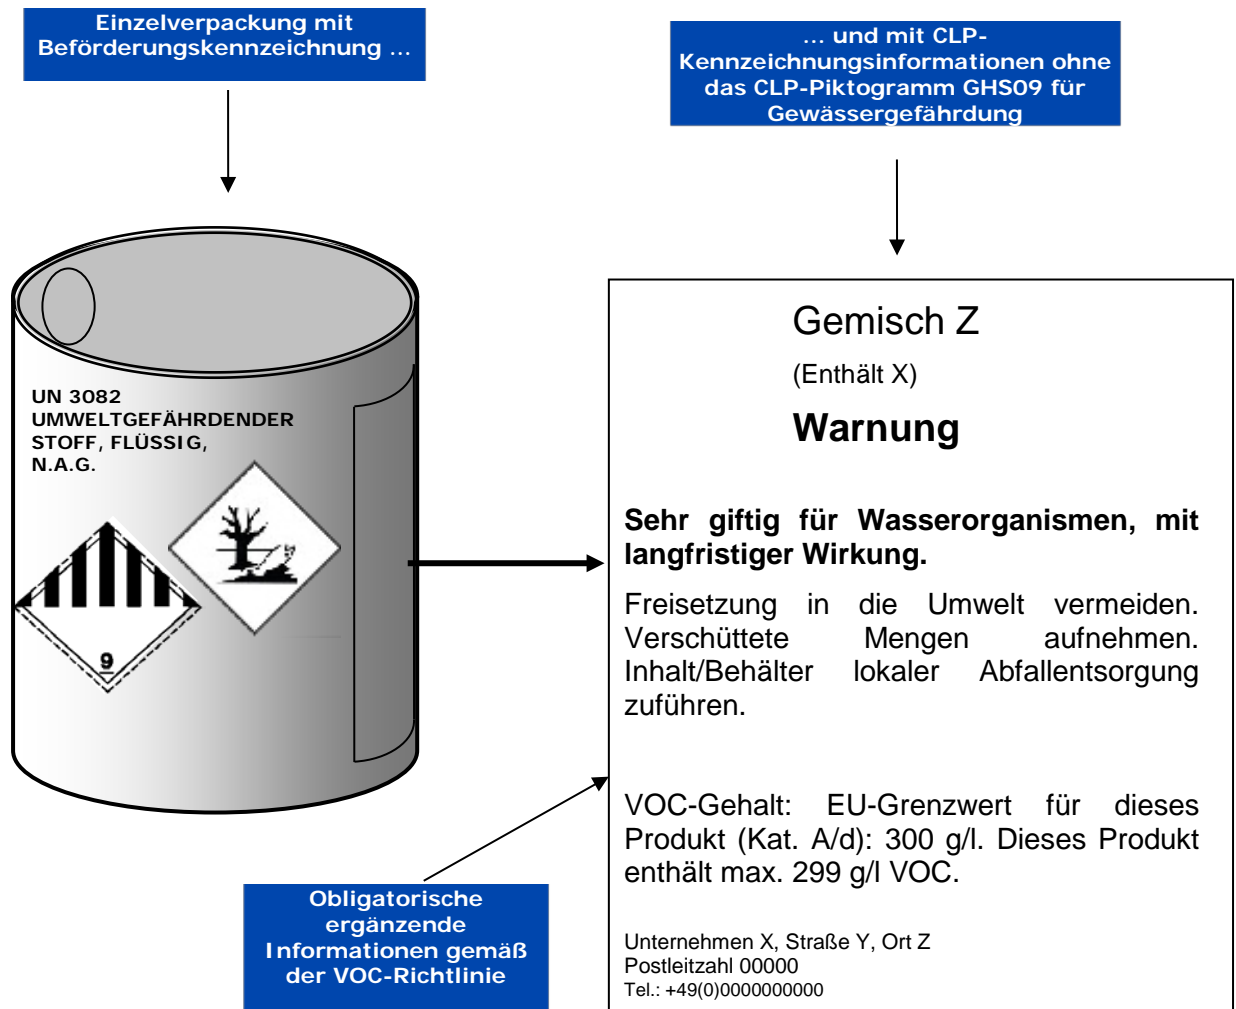 Einzelverpackung mit
Beförderungskennzeichnung ...
... und mit CLP-
Kennzeichnungsinformationen ohne
das CLP-Piktogramm GHS09 für
Gewässergefährdung
UN 3082
UMWELTGEFÄHRDENDER
STOFF, FLÜSSIG,
N.A.G.
9
Gemisch Z
(Enthält X)
Warnung
Sehr giftig für Wasserorganismen, mit
langfristiger Wirkung.
Freisetzung in die Umwelt vermeiden.
Verschüttete Mengen aufnehmen.
Inhalt/Behälter lokaler Abfallentsorgung
zuführen.
VOC-Gehalt: EU-Grenzwert für dieses
Produkt (Kat. A/d): 300 g/l. Dieses Produkt
enthält max. 299 g/l VOC.
Unternehmen X, Straße Y, Ort Z
Postleitzahl 00000
Tel.: +49(0)0000000000
Obligatorische
ergänzende
Informationen gemäß
der VOC-Richtlinie